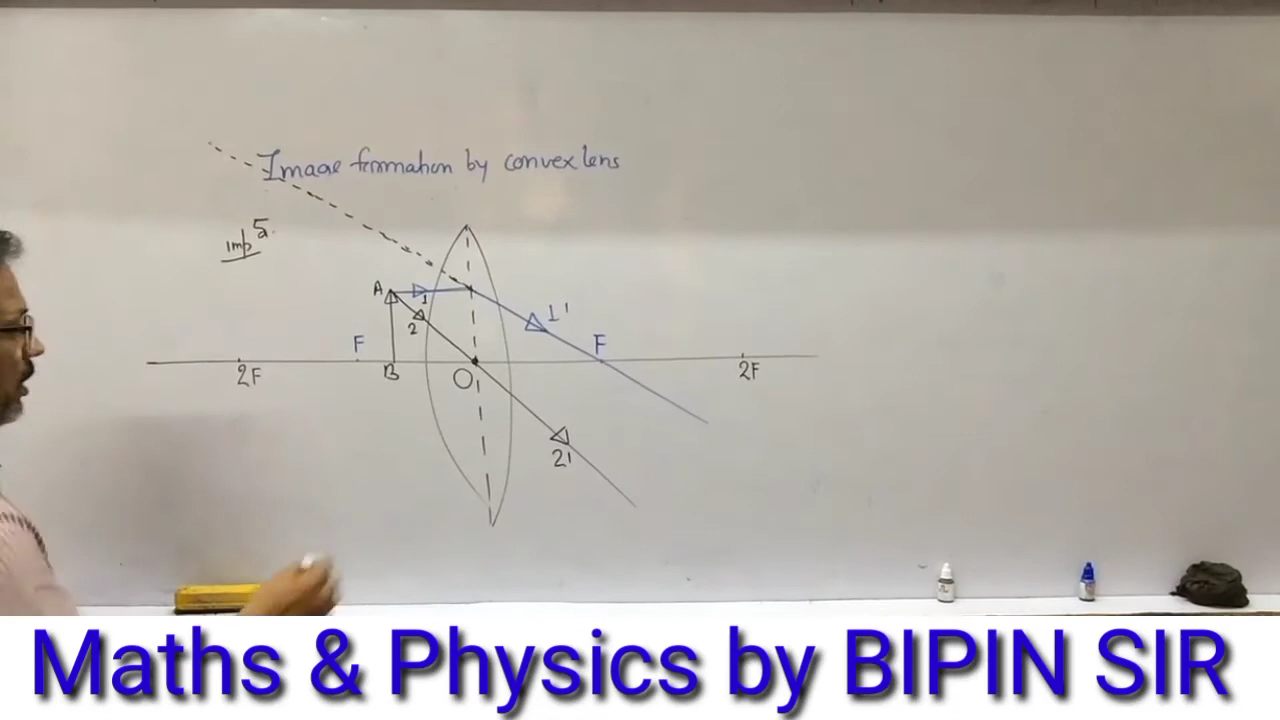 Image formation by convex lens
imp 5.
A 1 1'
2 F F
2F B O 2F
2'
Maths & Physics by BIPIN SIR